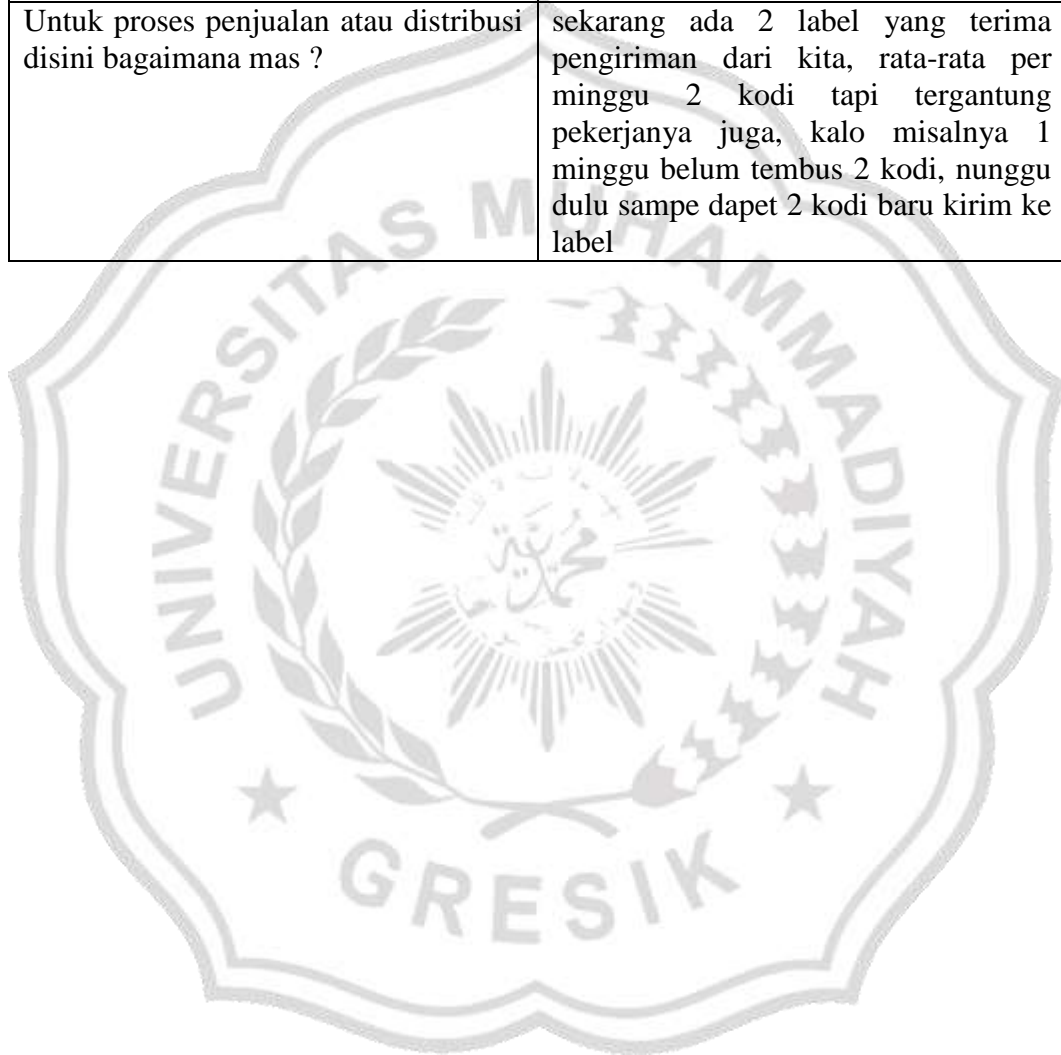 Untuk proses penjualan atau distribusi
disini bagaimana mas ?
sekarang ada 2 label yang terima
pengiriman dari kita, rata-rata per
minggu 2 kodi tapi tergantung
pekerjanya juga, kalo misalnya 1
minggu belum tembus 2 kodi, nunggu
dulu sampe dapet 2 kodi baru kirim ke
label
UNIVERSITAS MUHAMMADIYAH
GRESIK